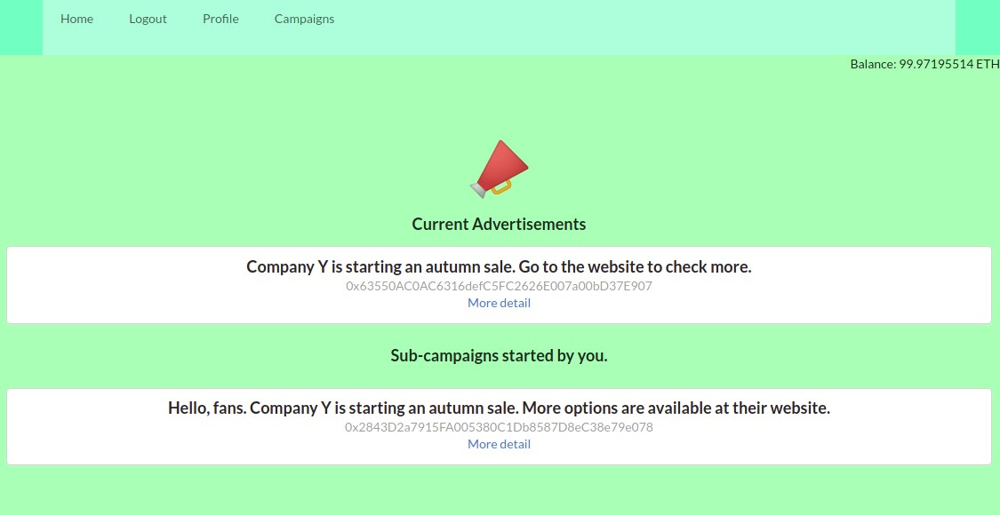 Home Logout Profile Campaigns
Balance: 99.97195514 ETH
Current Advertisements
Company Y is starting an autumn sale. Go to the website to check more.
0x63550AC0AC6316defC5FC2626E007a00bD37E907
More detail
Sub-campaigns started by you.
Hello, fans. Company Y is starting an autumn sale. More options are available at their website.
0x2843D2a7915FA005380C1Db8587D8eC38e79e078
More detail